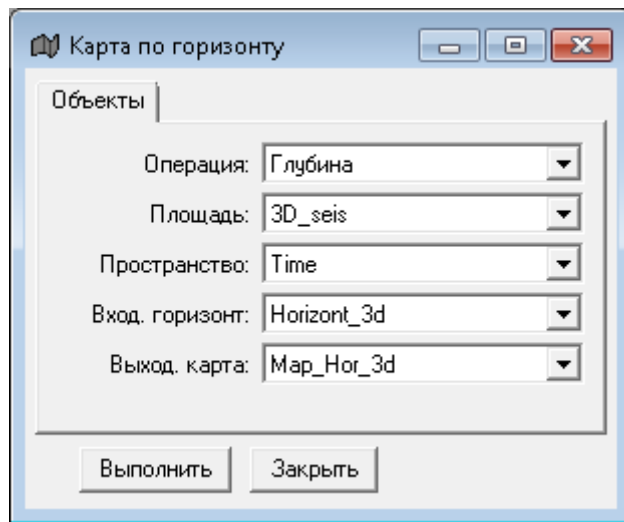 Карта по горизонту
Объекты
Операция: Глубина
Площадь: 3D_seis
Пространство: Time
Вход. горизонт: Horizont_3d
Выход. карта: Map_Hor_3d
Выполнить Закрыть